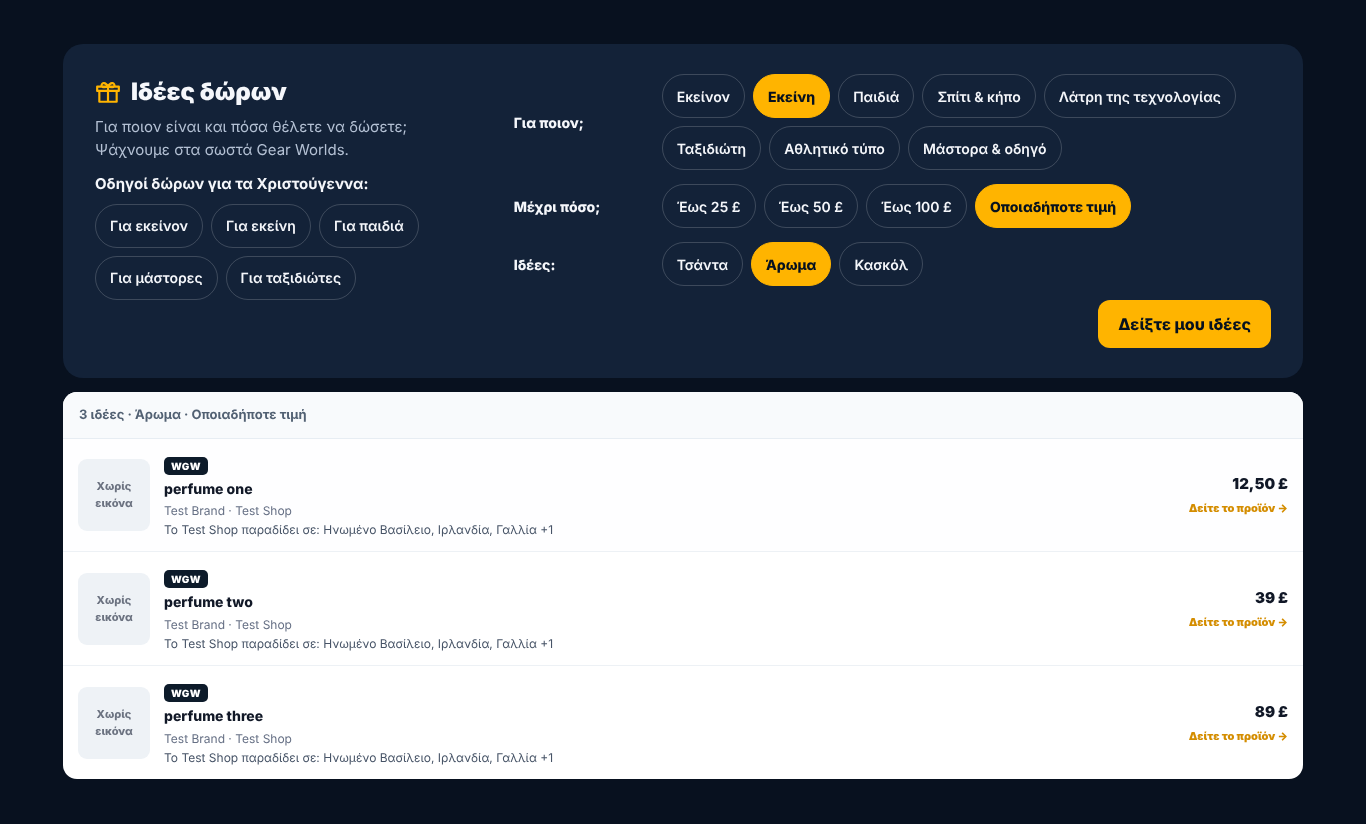 Ιδέες δώρων
Για ποιον είναι και πόσα θέλετε να δώσετε;
Ψάχνουμε στα σωστά Gear Worlds.
Οδηγοί δώρων για τα Χριστούγεννα:
Για εκείνον Για εκείνη Για παιδιά
Για μάστορες Για ταξιδιώτες
Για ποιον;
Εκείνον Εκείνη Παιδιά Σπίτι & κήπο Λάτρη της τεχνολογίας
Ταξιδιώτη Αθλητικό τύπο Μάστορα & οδηγό
Μέχρι πόσο; Έως 25 £ Έως 50 £ Έως 100 £ Οποιαδήποτε τιμή
Ιδέες: Τσάντα Άρωμα Κασκόλ
Δείξτε μου ιδέες
3 ιδέες · Άρωμα · Οποιαδήποτε τιμή
Χωρίς
εικόνα
WGW
perfume one
Test Brand · Test Shop
Το Test Shop παραδίδει σε: Ηνωμένο Βασίλειο, Ιρλανδία, Γαλλία +1
12,50 £
Δείτε το προϊόν →
Χωρίς
εικόνα
WGW
perfume two
Test Brand · Test Shop
Το Test Shop παραδίδει σε: Ηνωμένο Βασίλειο, Ιρλανδία, Γαλλία +1
39 £
Δείτε το προϊόν →
Χωρίς
εικόνα
WGW
perfume three
Test Brand · Test Shop
Το Test Shop παραδίδει σε: Ηνωμένο Βασίλειο, Ιρλανδία, Γαλλία +1
89 £
Δείτε το προϊόν →